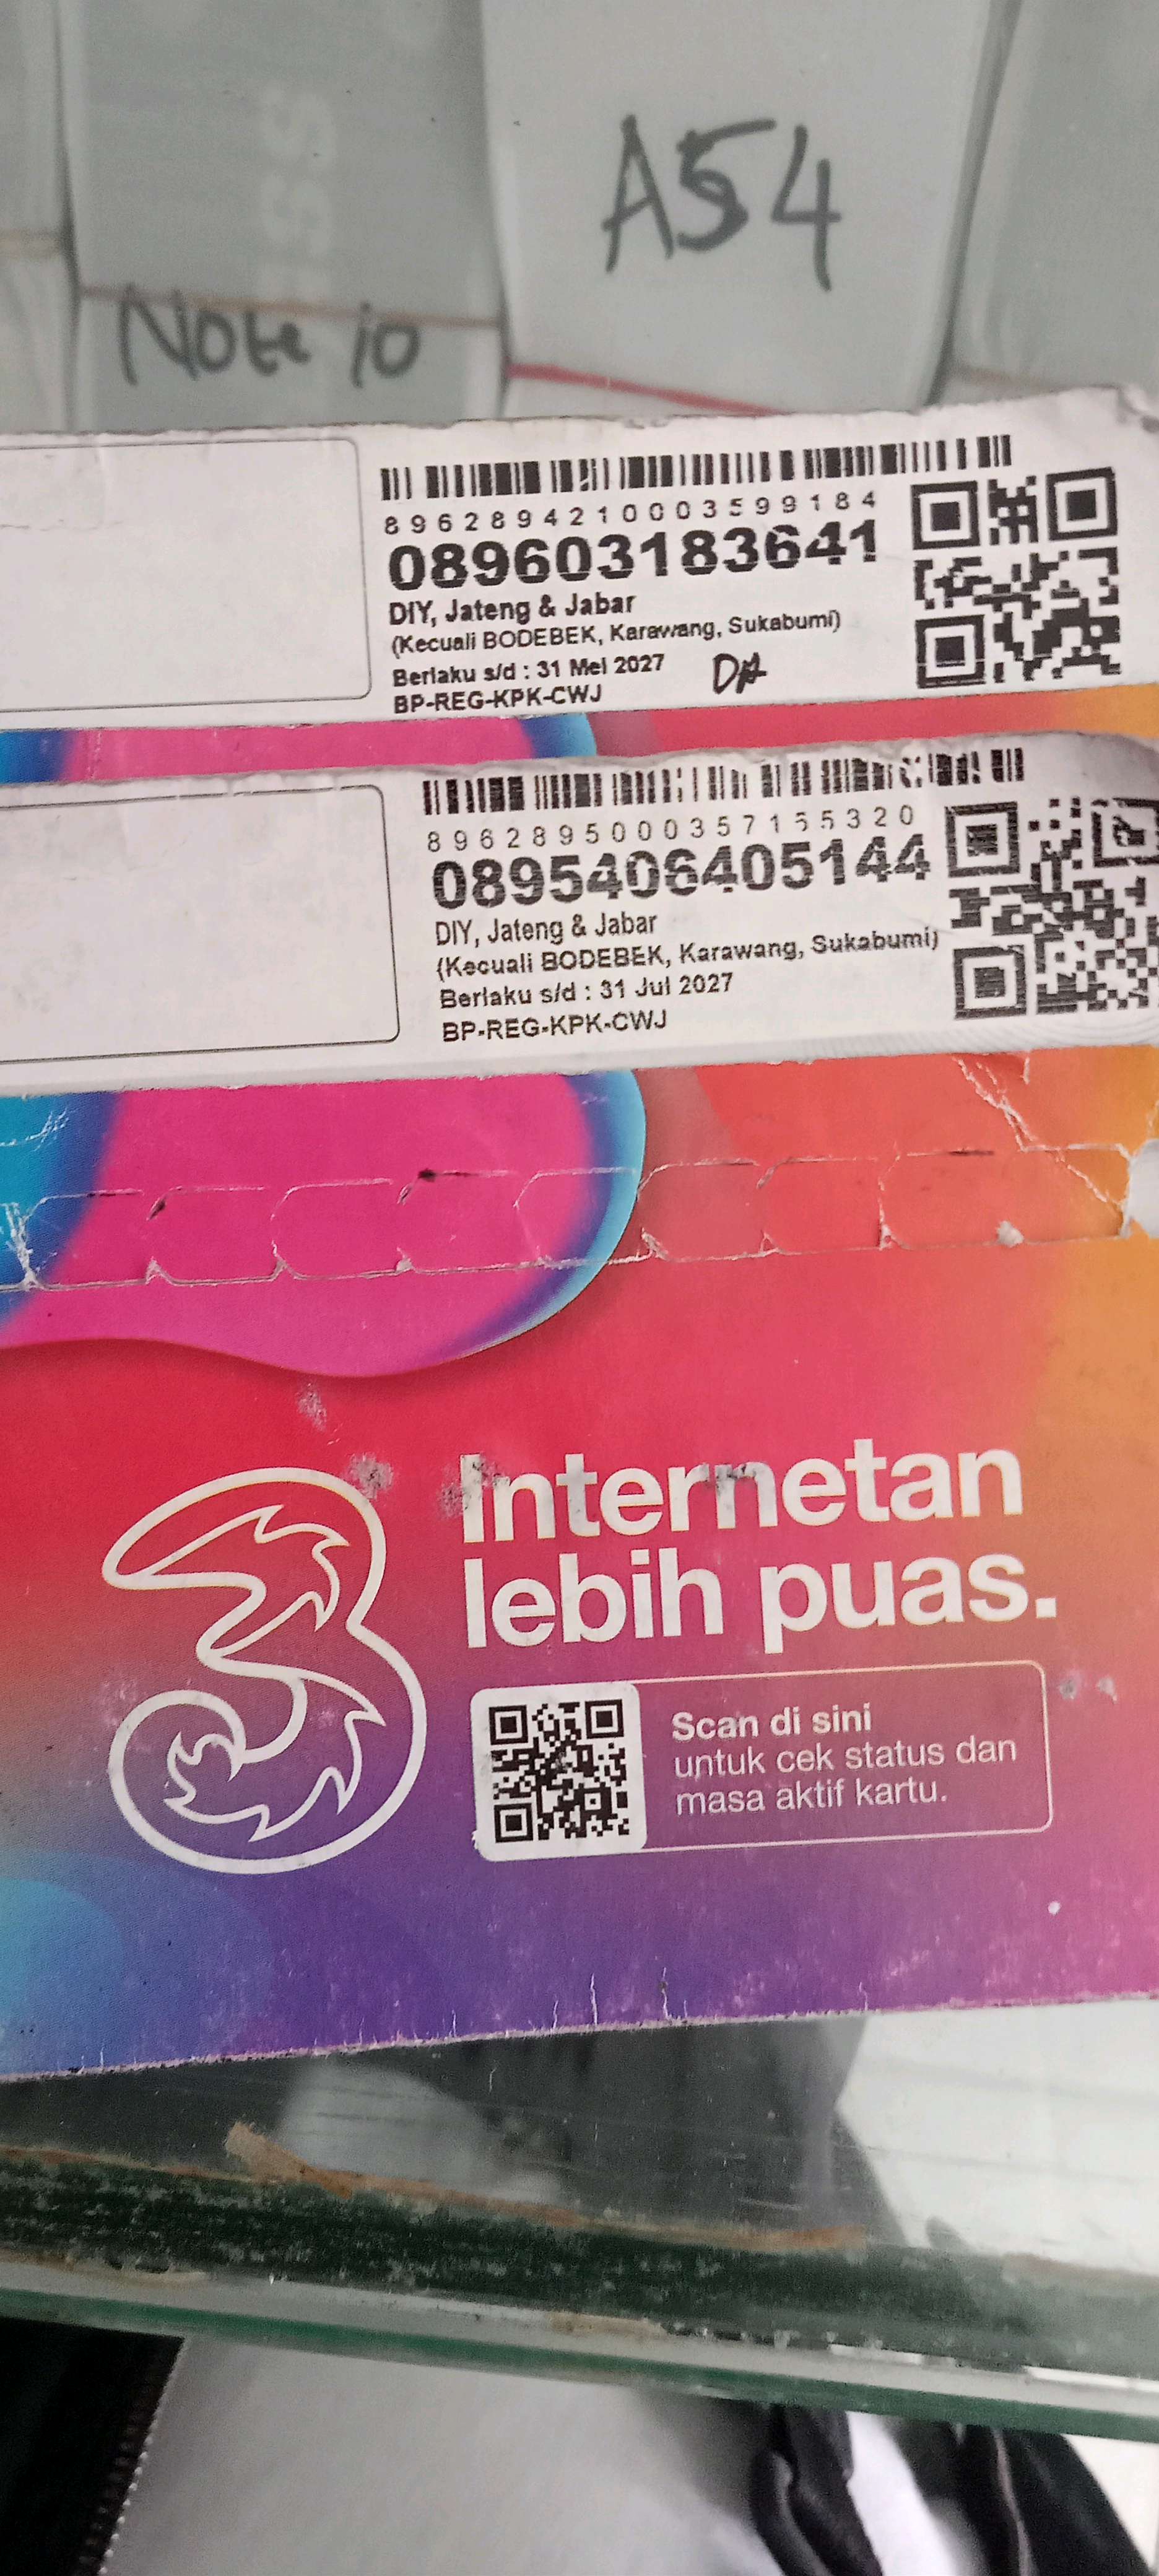 A54
Note 10
8962894210003599184
089603183641
DIY, Jateng & Jabar
(Kecuali BODEBEK, Karawang, Sukabumi)
Berlaku s/d : 31 Mei 2027
BP-REG-KPK-CWJ
8962895000357155320
0895406405144
DIY, Jateng & Jabar
(Kecuali BODEBEK, Karawang, Sukabumi)
Berlaku s/d : 31 Jul 2027
BP-REG-KPK-CWJ
3
Internetan
lebih puas.
Scan di sini
untuk cek status dan
masa aktif kartu.